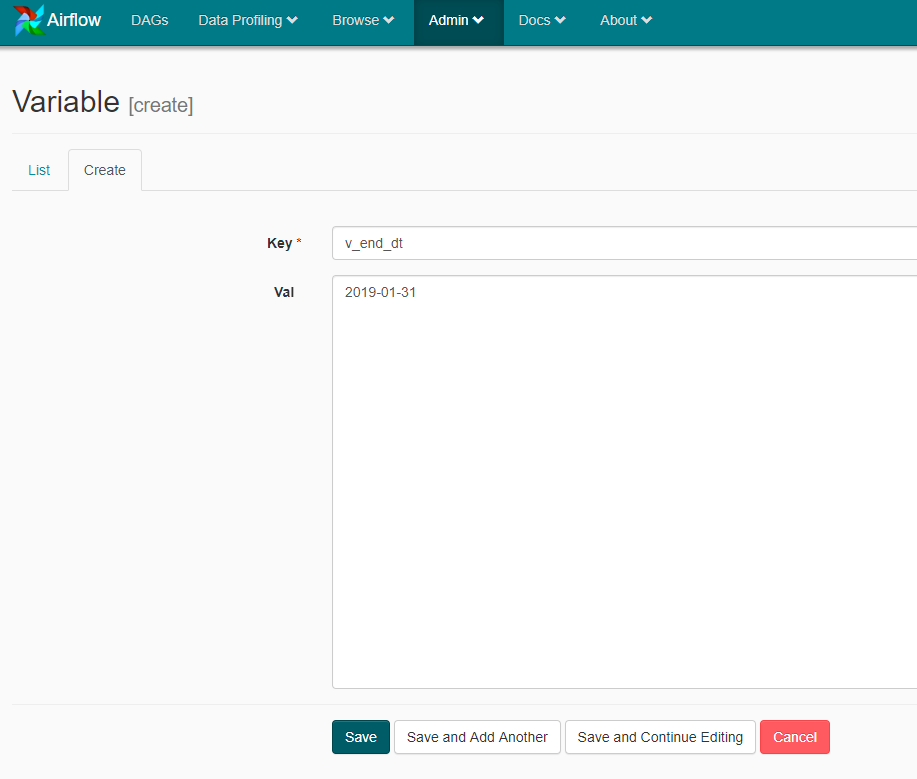 Airflow DAGs Data Profiling Browse Admin Docs About
Variable [create]
List Create
Key * v_end_dt
Val 2019-01-31
Save Save and Add Another Save and Continue Editing Cancel